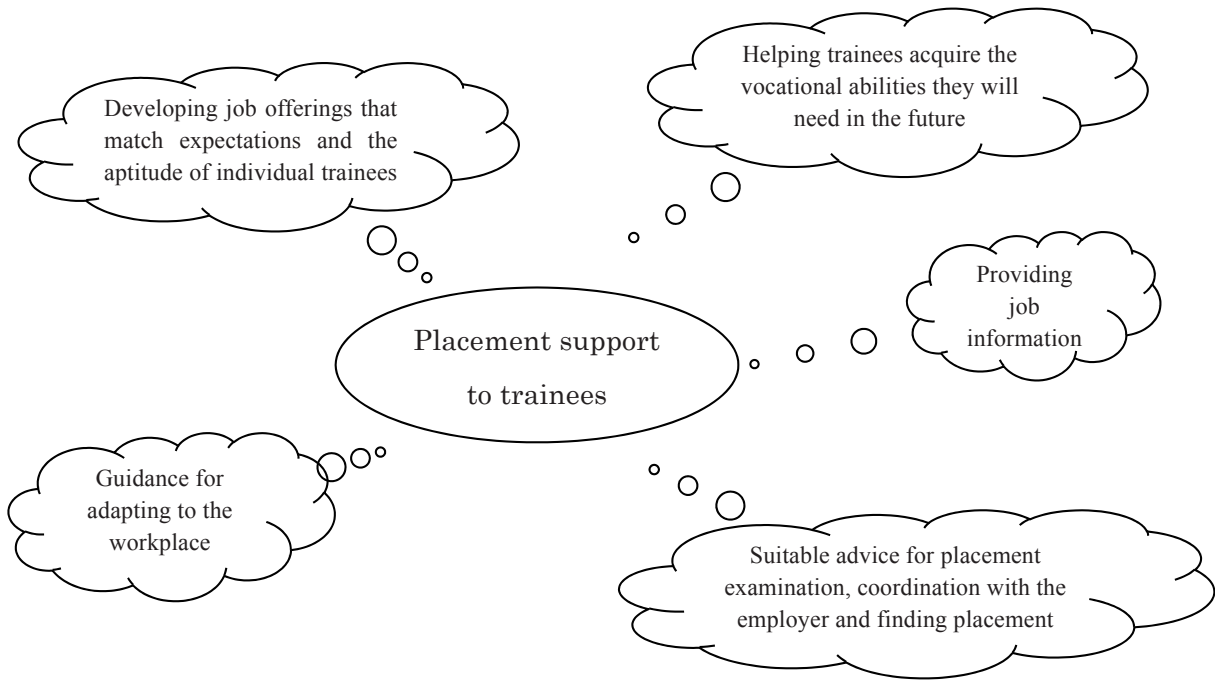 Helping trainees acquire the
vocational abilities they will
need in the future
Developing job offerings that
match expectations and the
aptitude of individual trainees
Providing
job
information
Placement support
to trainees
Guidance for
adapting to the
workplace
Suitable advice for placement
examination, coordination with the
employer and finding placement